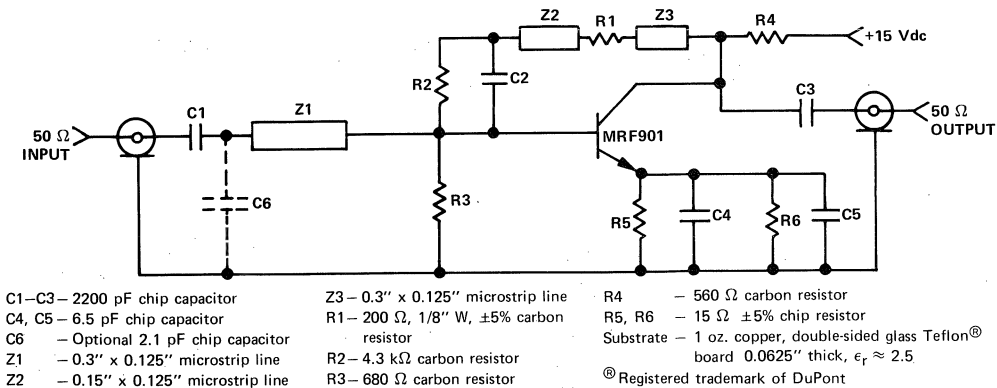 Z2 R1 Z3 R4
+15 Vdc
R2 C2
C1 Z1 C3
50 Ω INPUT
MRF901
50 Ω OUTPUT
C6 R3 R5 C4 R6 C5
C1–C3 – 2200 pF chip capacitor
C4, C5 – 6.5 pF chip capacitor
C6 – Optional 2.1 pF chip capacitor
Z1 – 0.3" x 0.125" microstrip line
Z2 – 0.15" x 0.125" microstrip line
Z3 – 0.3" x 0.125" microstrip line
R1 – 200 Ω, 1/8" W, ±5% carbon
resistor
R2 – 4.3 kΩ carbon resistor
R3 – 680 Ω carbon resistor
R4 – 560 Ω carbon resistor
R5, R6 – 15 Ω ±5% chip resistor
Substrate – 1 oz. copper, double-sided glass Teflon®
board 0.0625" thick, ϵr ≈ 2.5
® Registered trademark of DuPont